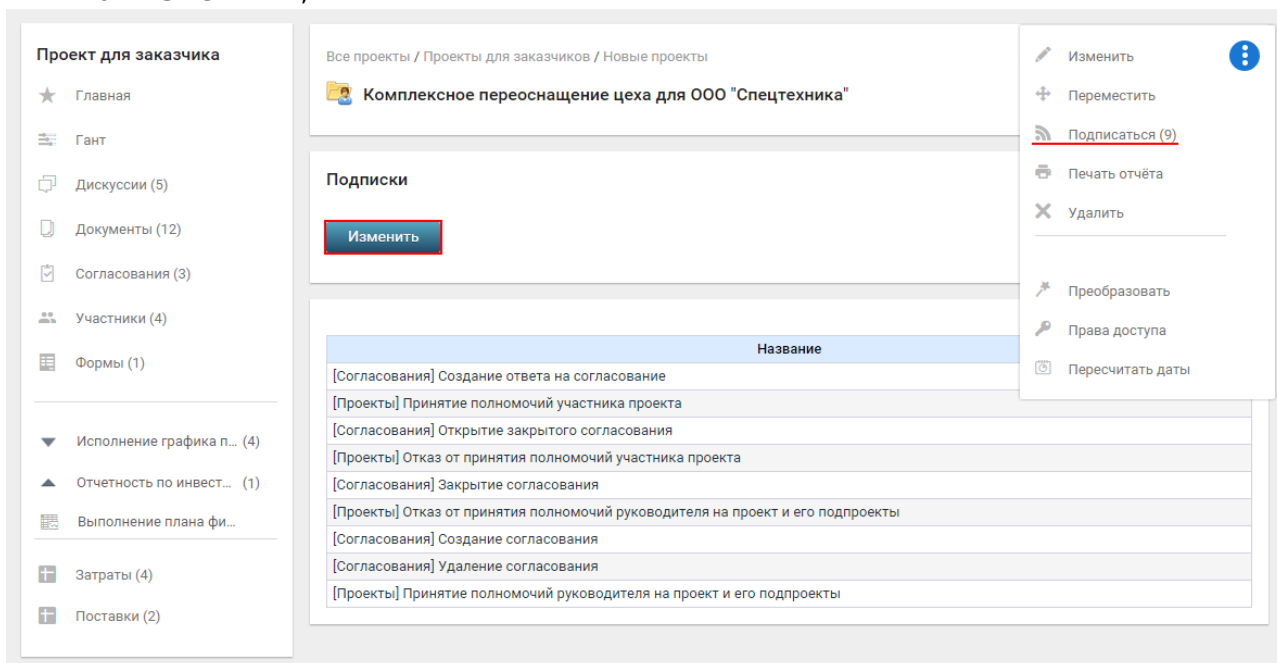 Проект для заказчика
Главная
Гант
Дискуссии (5)
Документы (12)
Согласования (3)
Участники (4)
Формы (1)
Исполнение графика п... (4)
Отчетность по инвест... (1)
Выполнение плана фи...
Затраты (4)
Поставки (2)
Все проекты / Проекты для заказчиков / Новые проекты
Комплексное переоснащение цеха для ООО "Спецтехника"
Подписки
Изменить
Название
[Согласования] Создание ответа на согласование
[Проекты] Принятие полномочий участника проекта
[Согласования] Открытие закрытого согласования
[Проекты] Отказ от принятия полномочий участника проекта
[Согласования] Закрытие согласования
[Проекты] Отказ от принятия полномочий руководителя на проект и его подпроекты
[Согласования] Создание согласования
[Согласования] Удаление согласования
[Проекты] Принятие полномочий руководителя на проект и его подпроекты
Изменить
Переместить
Подписаться (9)
Печать отчёта
Удалить
Преобразовать
Права доступа
Пересчитать даты